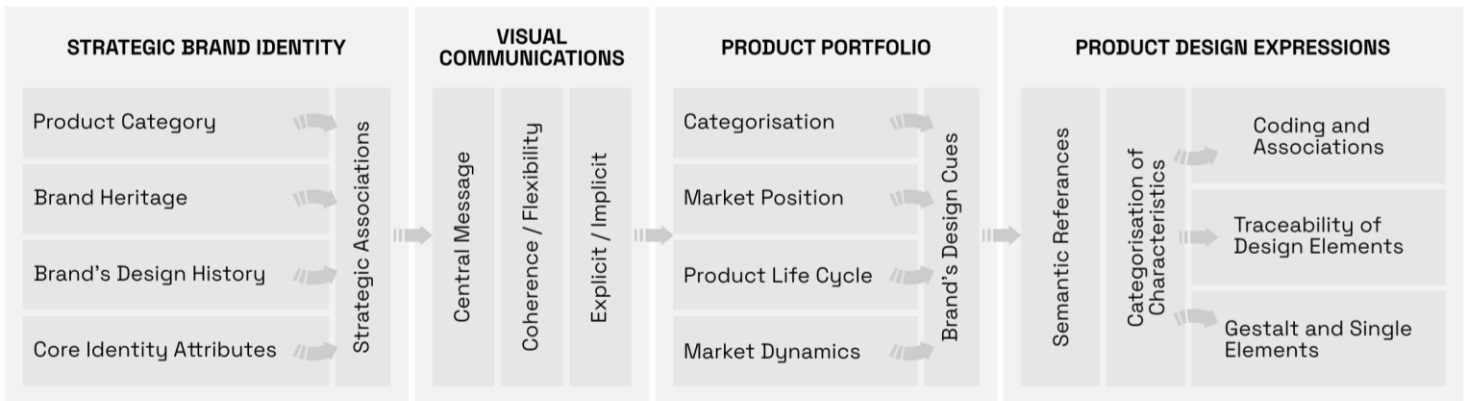 STRATEGIC BRAND IDENTITY
Product Category
Brand Heritage
Brand's Design History
Core Identity Attributes
Strategic Associations
VISUAL
COMMUNICATIONS
Central Message
Coherence / Flexibility
Explicit / Implicit
PRODUCT PORTFOLIO
Categorisation
Market Position
Product Life Cycle
Market Dynamics
Brand's Design Cues
PRODUCT DESIGN EXPRESSIONS
Semantic Referances
Categorisation of
Characteristics
Coding and
Associations
Traceability of
Design Elements
Gestalt and Single
Elements